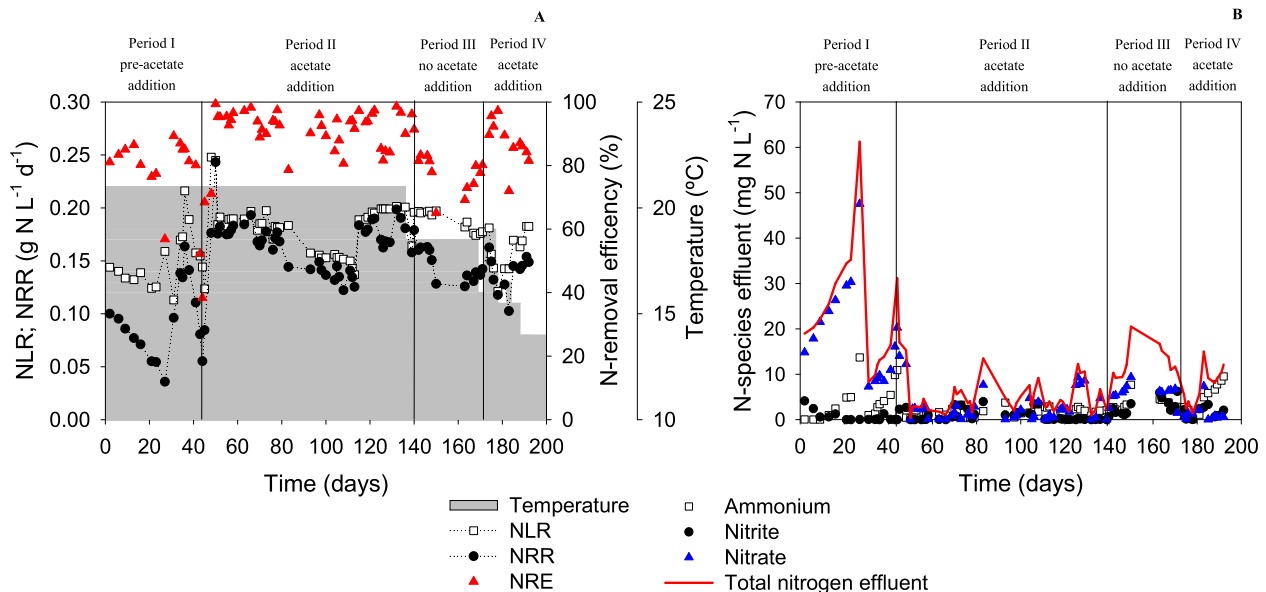 A
Period I
pre-acetate
addition
Period II
acetate
addition
Period III
no acetate
addition
Period IV
acetate
addition
NLR; NRR (g N L⁻¹ d⁻¹)
0.30
0.25
0.20
0.15
0.10
0.05
0.00
0 20 40 60 80 100 120 140 160 180 200
Time (days)
100
80
60
40
20
0
N-removal efficency (%)
25
20
15
10
Temperature (ºC)
B
Period I
pre-acetate
addition
Period II
acetate
addition
Period III
no acetate
addition
Period IV
acetate
addition
N-species effluent (mg N L⁻¹)
70
60
50
40
30
20
10
0
0 20 40 60 80 100 120 140 160 180 200
Time (days)
Temperature
NLR
NRR
NRE
Ammonium
Nitrite
Nitrate
Total nitrogen effluent